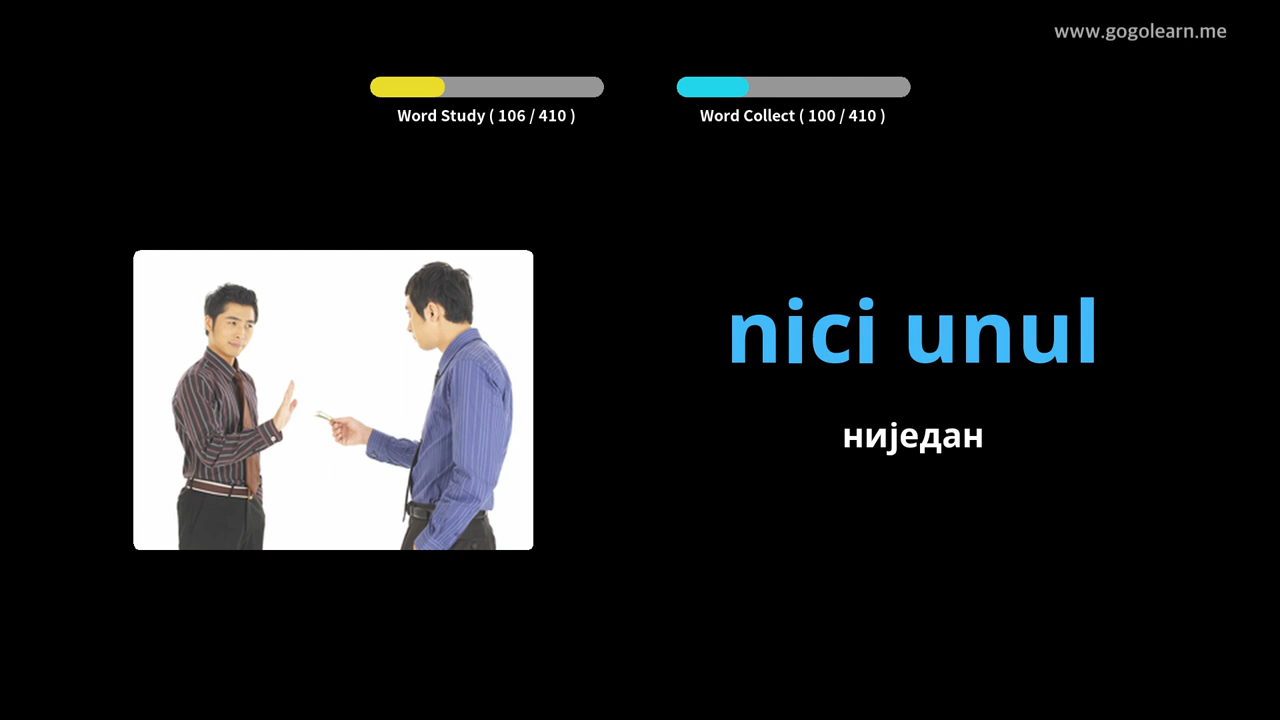 www.gogolearn.me
Word Study ( 106 / 410 )
Word Collect ( 100 / 410 )
nici unul
ниједан